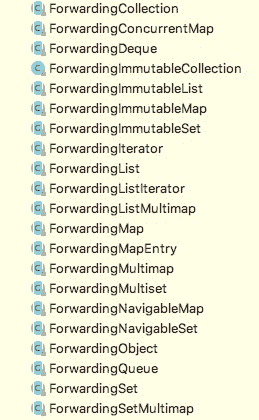 ForwardingCollection
ForwardingConcurrentMap
ForwardingDeque
ForwardingImmutableCollection
ForwardingImmutableList
ForwardingImmutableMap
ForwardingImmutableSet
ForwardingIterator
ForwardingList
ForwardingListIterator
ForwardingListMultimap
ForwardingMap
ForwardingMapEntry
ForwardingMultimap
ForwardingMultiset
ForwardingNavigableMap
ForwardingNavigableSet
ForwardingObject
ForwardingQueue
ForwardingSet
ForwardingSetMultimap